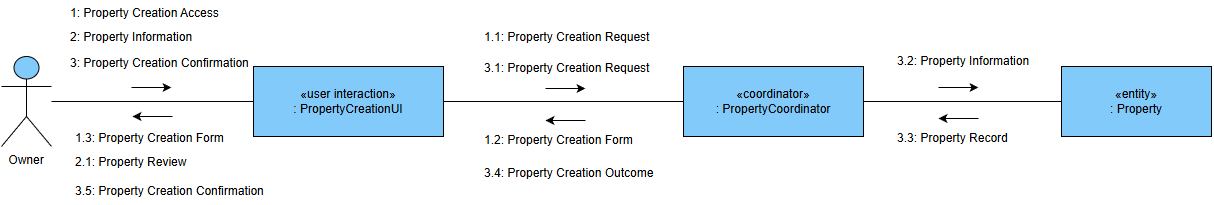 1: Property Creation Access
2: Property Information
3: Property Creation Confirmation
1.3: Property Creation Form
2.1: Property Review
3.5: Property Creation Confirmation
Owner
«user interaction»
: PropertyCreationUI
1.1: Property Creation Request
3.1: Property Creation Request
1.2: Property Creation Form
3.4: Property Creation Outcome
«coordinator»
: PropertyCoordinator
3.2: Property Information
3.3: Property Record
«entity»
: Property